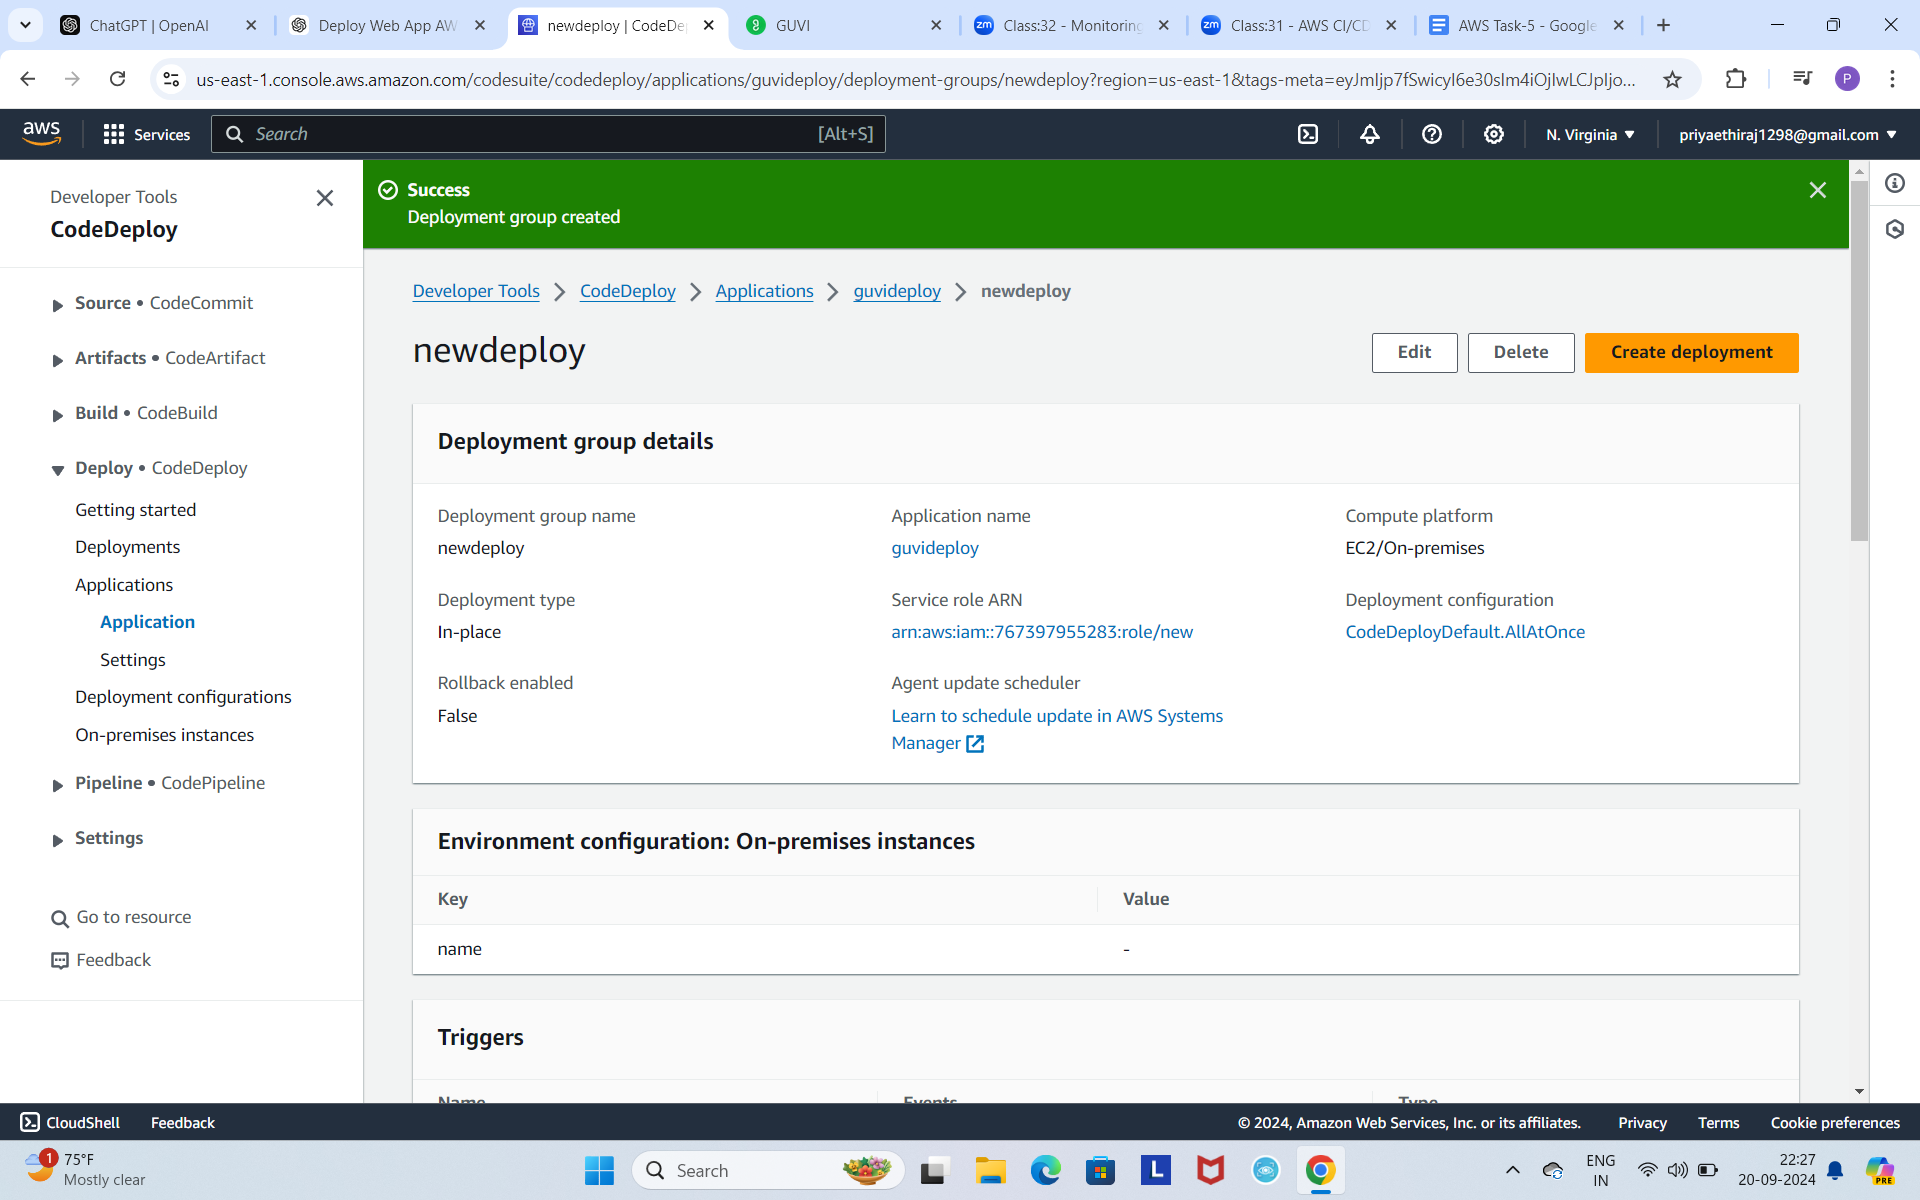 ChatGPT | OpenAI
Deploy Web App AW
newdeploy | CodeDep
GUVI
Class:32 - Monitoring
Class:31 - AWS CI/CD
AWS Task-5 - Google
us-east-1.console.aws.amazon.com/codesuite/codedeploy/applications/guvideploy/deployment-groups/newdeploy?region=us-east-1&tags-meta=eyJmIjp7fSwicyI6e30sIm4iOjIwLCJpIjo...
P
aws
Services
Search
[Alt+S]
N. Virginia
priyaethiraj1298@gmail.com
Developer Tools
CodeDeploy
Source • CodeCommit
Artifacts • CodeArtifact
Build • CodeBuild
Deploy • CodeDeploy
Getting started
Deployments
Applications
Application
Settings
Deployment configurations
On-premises instances
Pipeline • CodePipeline
Settings
Go to resource
Feedback
Success
Deployment group created
Developer Tools
CodeDeploy
Applications
guvideploy
newdeploy
newdeploy
Edit
Delete
Create deployment
Deployment group details
Deployment group name
newdeploy
Application name
guvideploy
Compute platform
EC2/On-premises
Deployment type
In-place
Service role ARN
arn:aws:iam::767397955283:role/new
Deployment configuration
CodeDeployDefault.AllAtOnce
Rollback enabled
False
Agent update scheduler
Learn to schedule update in AWS Systems
Manager
Environment configuration: On-premises instances
Key
Value
name
-
Triggers
Name
Events
Type
CloudShell
Feedback
© 2024, Amazon Web Services, Inc. or its affiliates.
Privacy
Terms
Cookie preferences
1
75°F
Mostly clear
Search
L
ENG
IN
22:27
20-09-2024
PRE